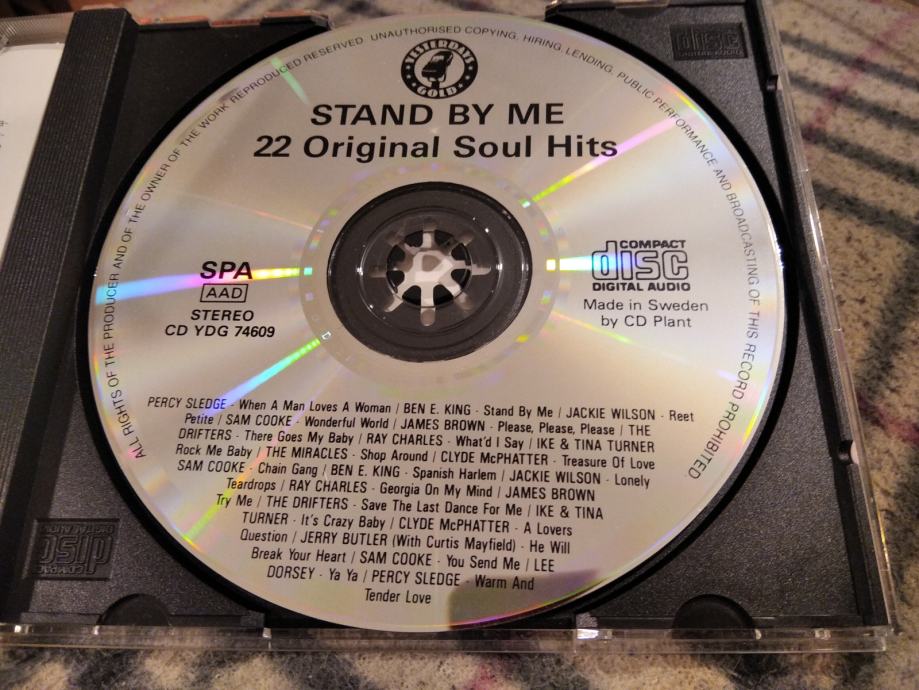 ALL RIGHTS OF THE PRODUCER AND OF THE OWNER OF THE WORK REPRODUCED RESERVED. UNAUTHORISED COPYING, HIRING, LENDING, PUBLIC PERFORMANCE AND BROADCASTING OF THIS RECORD PROHIBITED
YESTERDAYS
GOLD
STAND BY ME
22 Original Soul Hits
SPA
AAD
STEREO
CD YDG 74609
COMPACT
disc
DIGITAL AUDIO
Made in Sweden
by CD Plant
PERCY SLEDGE - When A Man Loves A Woman / BEN E. KING - Stand By Me / JACKIE WILSON - Reet
Petite / SAM COOKE - Wonderful World / JAMES BROWN - Please, Please, Please / THE
DRIFTERS - There Goes My Baby / RAY CHARLES - What'd I Say / IKE & TINA TURNER
Rock Me Baby / THE MIRACLES - Shop Around / CLYDE McPHATTER - Treasure Of Love
SAM COOKE - Chain Gang / BEN E. KING - Spanish Harlem / JACKIE WILSON - Lonely
Teardrops / RAY CHARLES - Georgia On My Mind / JAMES BROWN
Try Me / THE DRIFTERS - Save The Last Dance For Me / IKE & TINA
TURNER - It's Crazy Baby / CLYDE McPHATTER - A Lovers
Question / JERRY BUTLER (With Curtis Mayfield) - He Will
Break Your Heart / SAM COOKE - You Send Me / LEE
DORSEY - Ya Ya / PERCY SLEDGE - Warm And
Tender Love
disc
DIGITAL AUDIO
COMPACT
disc
DIGITAL AUDIO